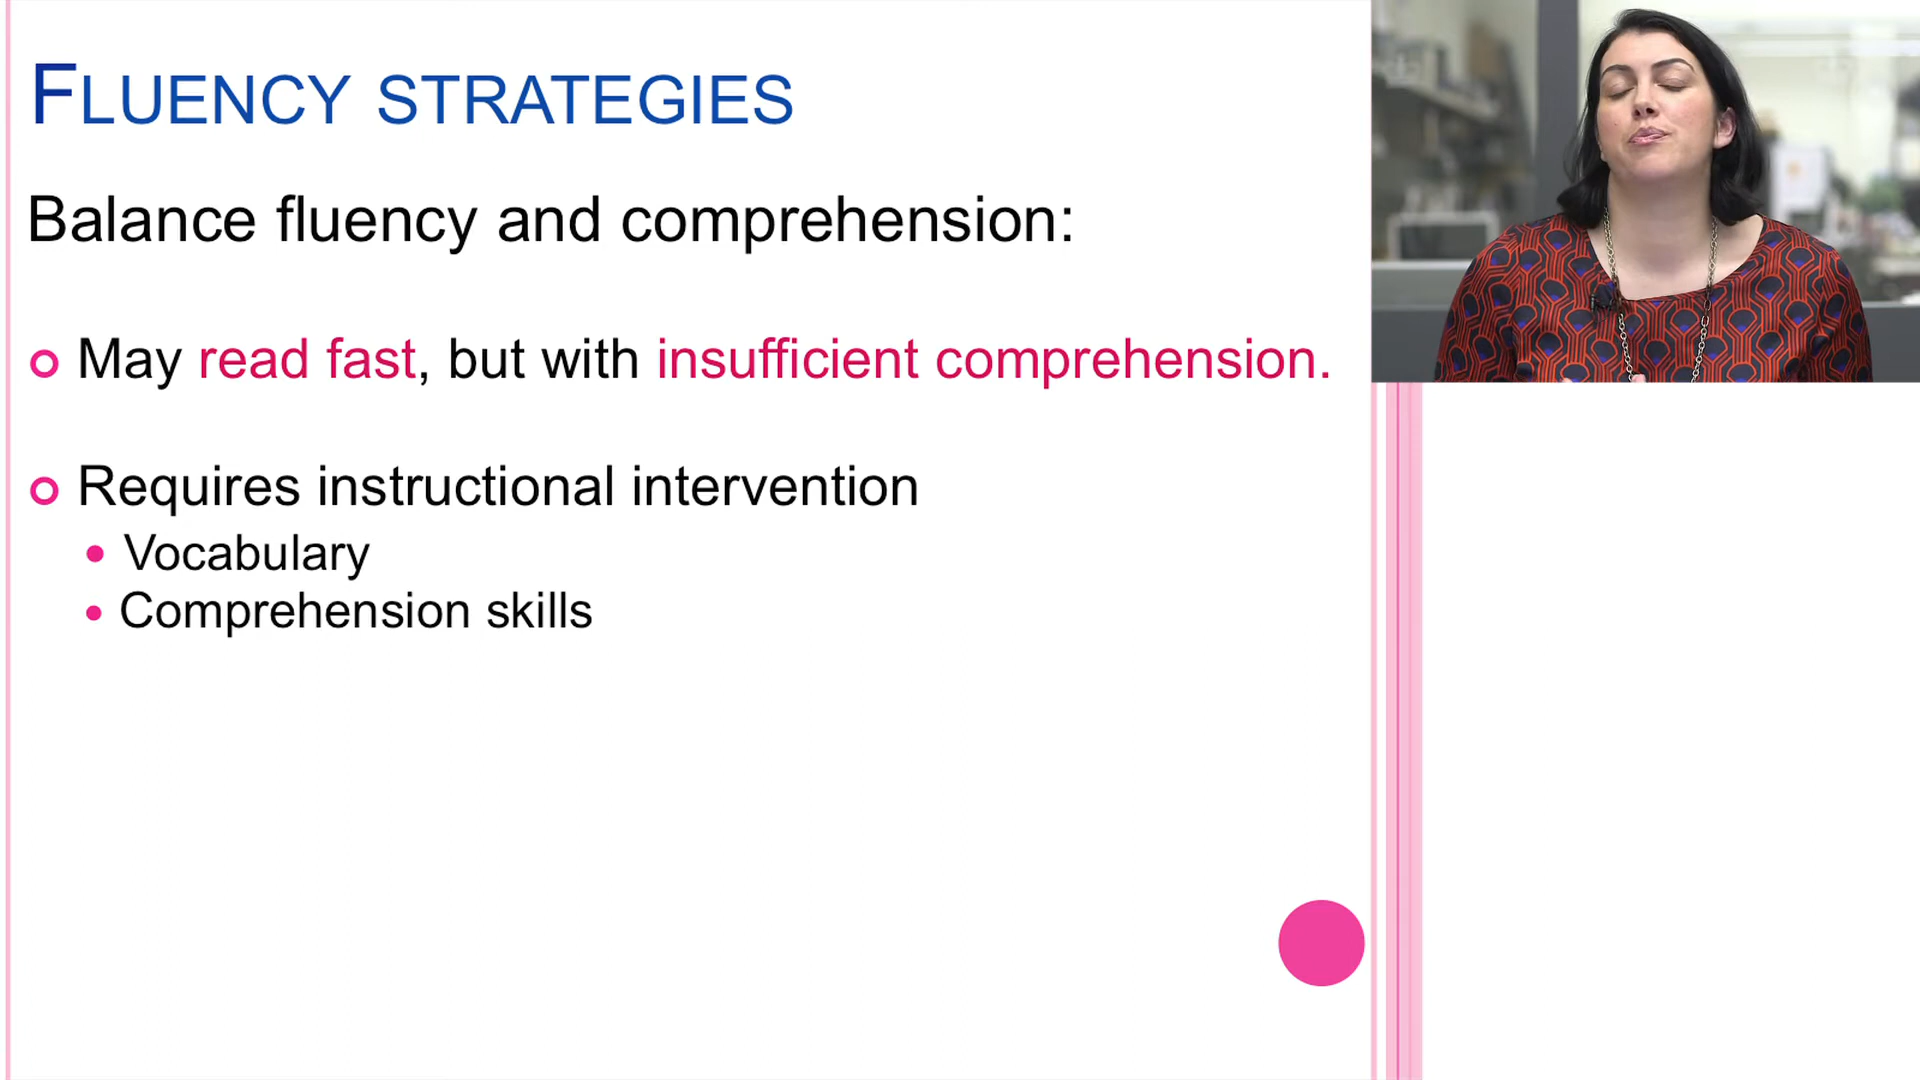 FLUENCY STRATEGIES
Balance fluency and comprehension:
May read fast, but with insufficient comprehension.
Requires instructional intervention
Vocabulary
Comprehension skills